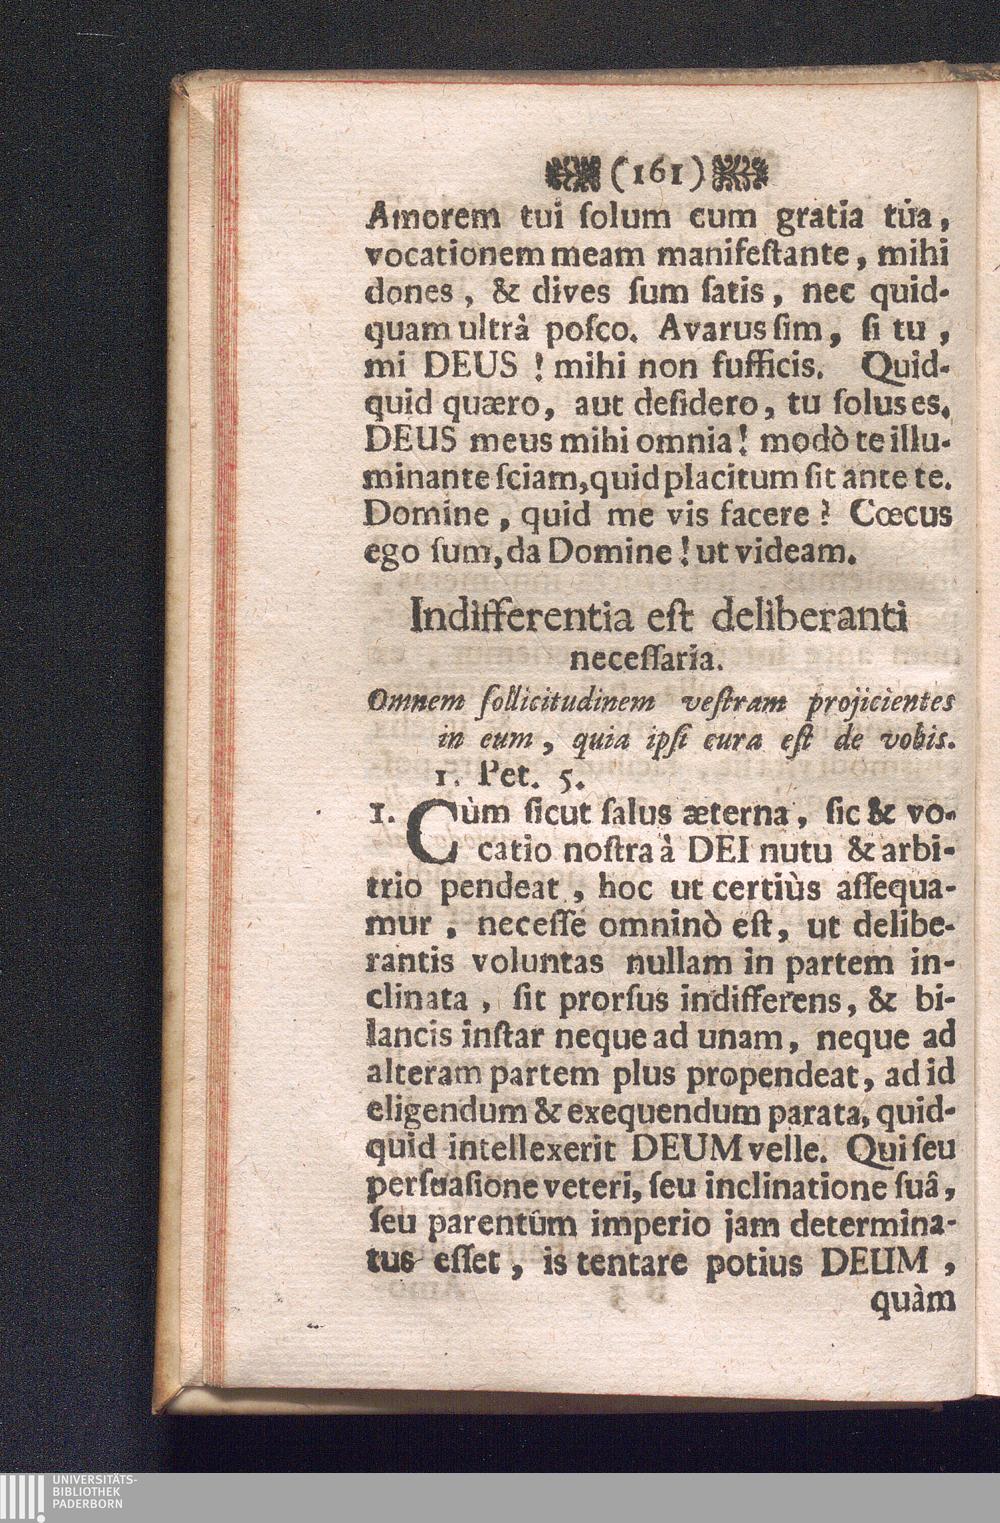 (161)
Amorem tui ſolum cum gratia túa,
vocationem meam manifeſtante, mihi
dones, & dives ſum ſatis, nec quid-
quam ultrà poſco. Avarus ſim, ſi tu,
mi DEUS! mihi non ſufficis. Quid-
quid quæro, aut deſidero, tu ſolus es.
DEUS meus mihi omnia! modò te illu-
minante ſciam, quid placitum ſit ante te.
Domine, quid me vis facere? Cœcus
ego ſum, da Domine! ut videam.
Indifferentia eſt deliberanti
neceſſaria.
Omnem ſollicitudinem veſtram projicientes
in eum, quia ipſi cura eſt de vobis.
1. Pet. 5.
1. Cùm ſicut ſalus æterna, ſic & vo-
catio noſtra à DEI nutu & arbi-
trio pendeat, hoc ut certiùs aſſequa-
mur, neceſſe omninò eſt, ut delibe-
rantis voluntas nullam in partem in-
clinata, ſit prorſus indifferens, & bi-
lancis inſtar neque ad unam, neque ad
alteram partem plus propendeat, ad id
eligendum & exequendum parata, quid-
quid intellexerit DEUM velle. Qui ſeu
perſuaſione veteri, ſeu inclinatione ſuâ,
ſeu parentûm imperio jam determina-
tus eſſet, is tentare potius DEUM,
quàm
UNIVERSITÄTS-
BIBLIOTHEK
PADERBORN